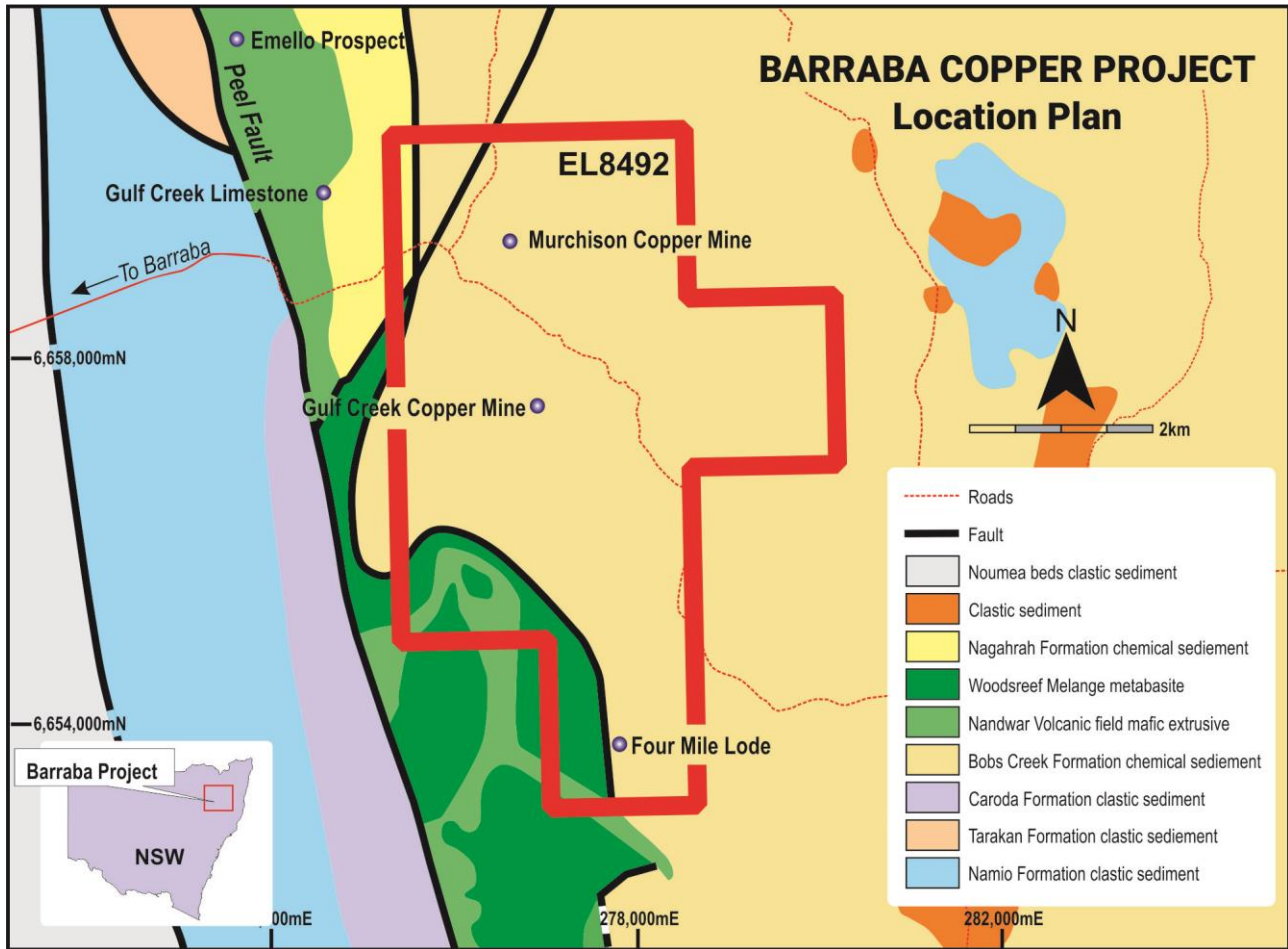 BARRABA COPPER PROJECT
Location Plan
Emello Prospect
Peel Fault
EL8492
Gulf Creek Limestone
Murchison Copper Mine
To Barraba
N
6,658,000mN
Gulf Creek Copper Mine
2km
Roads
Fault
Noumea beds clastic sediment
Clastic sediment
Nagahrah Formation chemical sediement
Woodsreef Melange metabasite
Nandwar Volcanic field mafic extrusive
Bobs Creek Formation chemical sediement
Caroda Formation clastic sediment
Tarakan Formation clastic sediement
Namio Formation clastic sediment
6,654,000mN
Four Mile Lode
Barraba Project
NSW
278,000mE
282,000mE